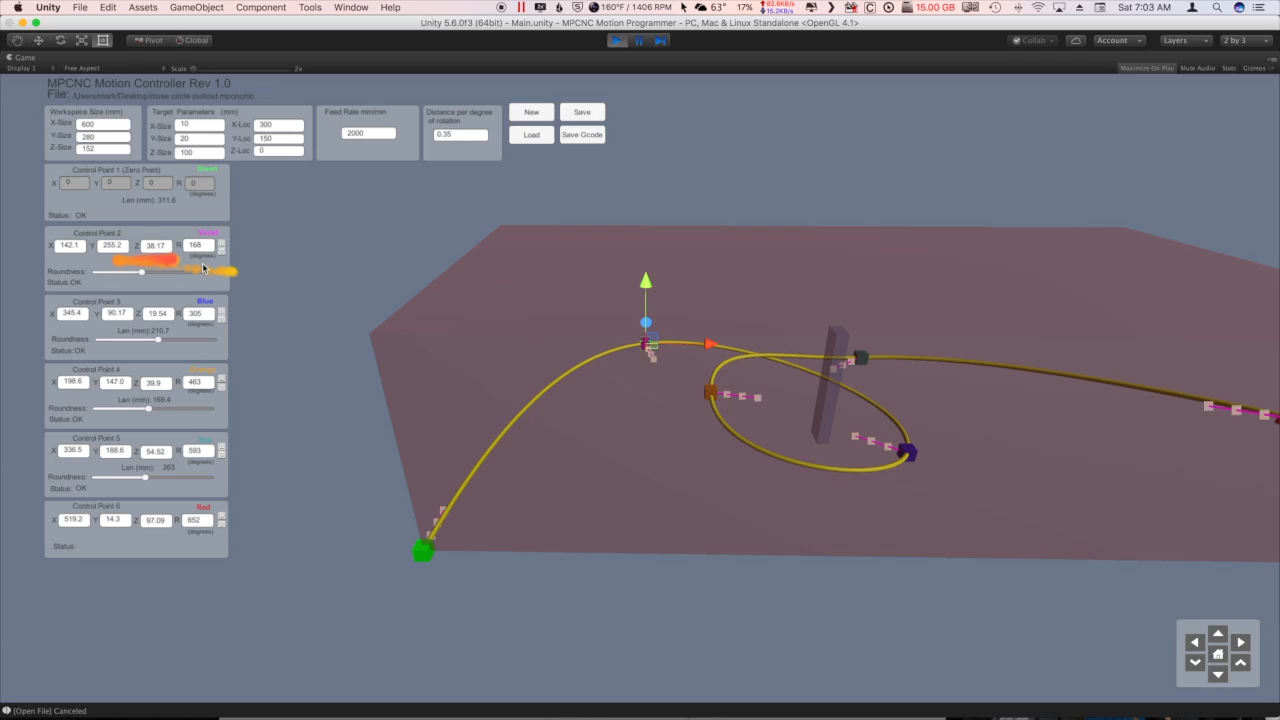 Unity File Edit Assets GameObject Component Tools Window Help 160°F / 1406 RPM 63° 17% 82.6KB/s 15.2KB/s 15.00 GB Sat 7:03 AM
Unity 5.6.0f3 (64bit) - Main.unity - MPCNC Motion Programmer - PC, Mac & Linux Standalone <OpenGL 4.1>
Pivot Global Collab Account Layers 2 by 3
Game
Display 1 Free Aspect Scale 2x Maximize On Play Mute Audio Stats Gizmos
MPCNC Motion Controller Rev 1.0
File: /Users/mark/Desktop/close circle-pullout.mpcncmc
Workspace Size (mm)
X-Size 600
Y-Size 280
Z-Size 152
Target Parameters (mm)
X-Size 10 X-Loc 300
Y-Size 20 Y-Loc 150
Z-Size 100 Z-Loc 0
Feed Rate mm/min
2000
Distance per degree
of rotation
0.35
New Save
Load Save Gcode
Control Point 1 (Zero Point) Green
X 0 Y 0 Z 0 R 0
(degrees)
Len (mm): 311.6
Status: OK
Control Point 2 Violet
X 142.1 Y 255.2 Z 38.17 R 168
(degrees)
Roundness:
Status:OK
Control Point 3 Blue
X 345.4 Y 90.17 Z 19.54 R 305
(degrees)
Len (mm):210.7
Roundness:
Status:OK
Control Point 4
X 198.6 Y 147.0 Z 39.9 R 463
(degrees)
Len (mm): 169.4
Roundness:
Status:OK
Control Point 5
X 336.5 Y 188.6 Z 54.52 R 593
(degrees)
Len (mm): 263
Roundness:
Status: OK
Control Point 6 Red
X 519.2 Y 14.3 Z 97.09 R 652
(degrees)
Status:
[Open File] Canceled